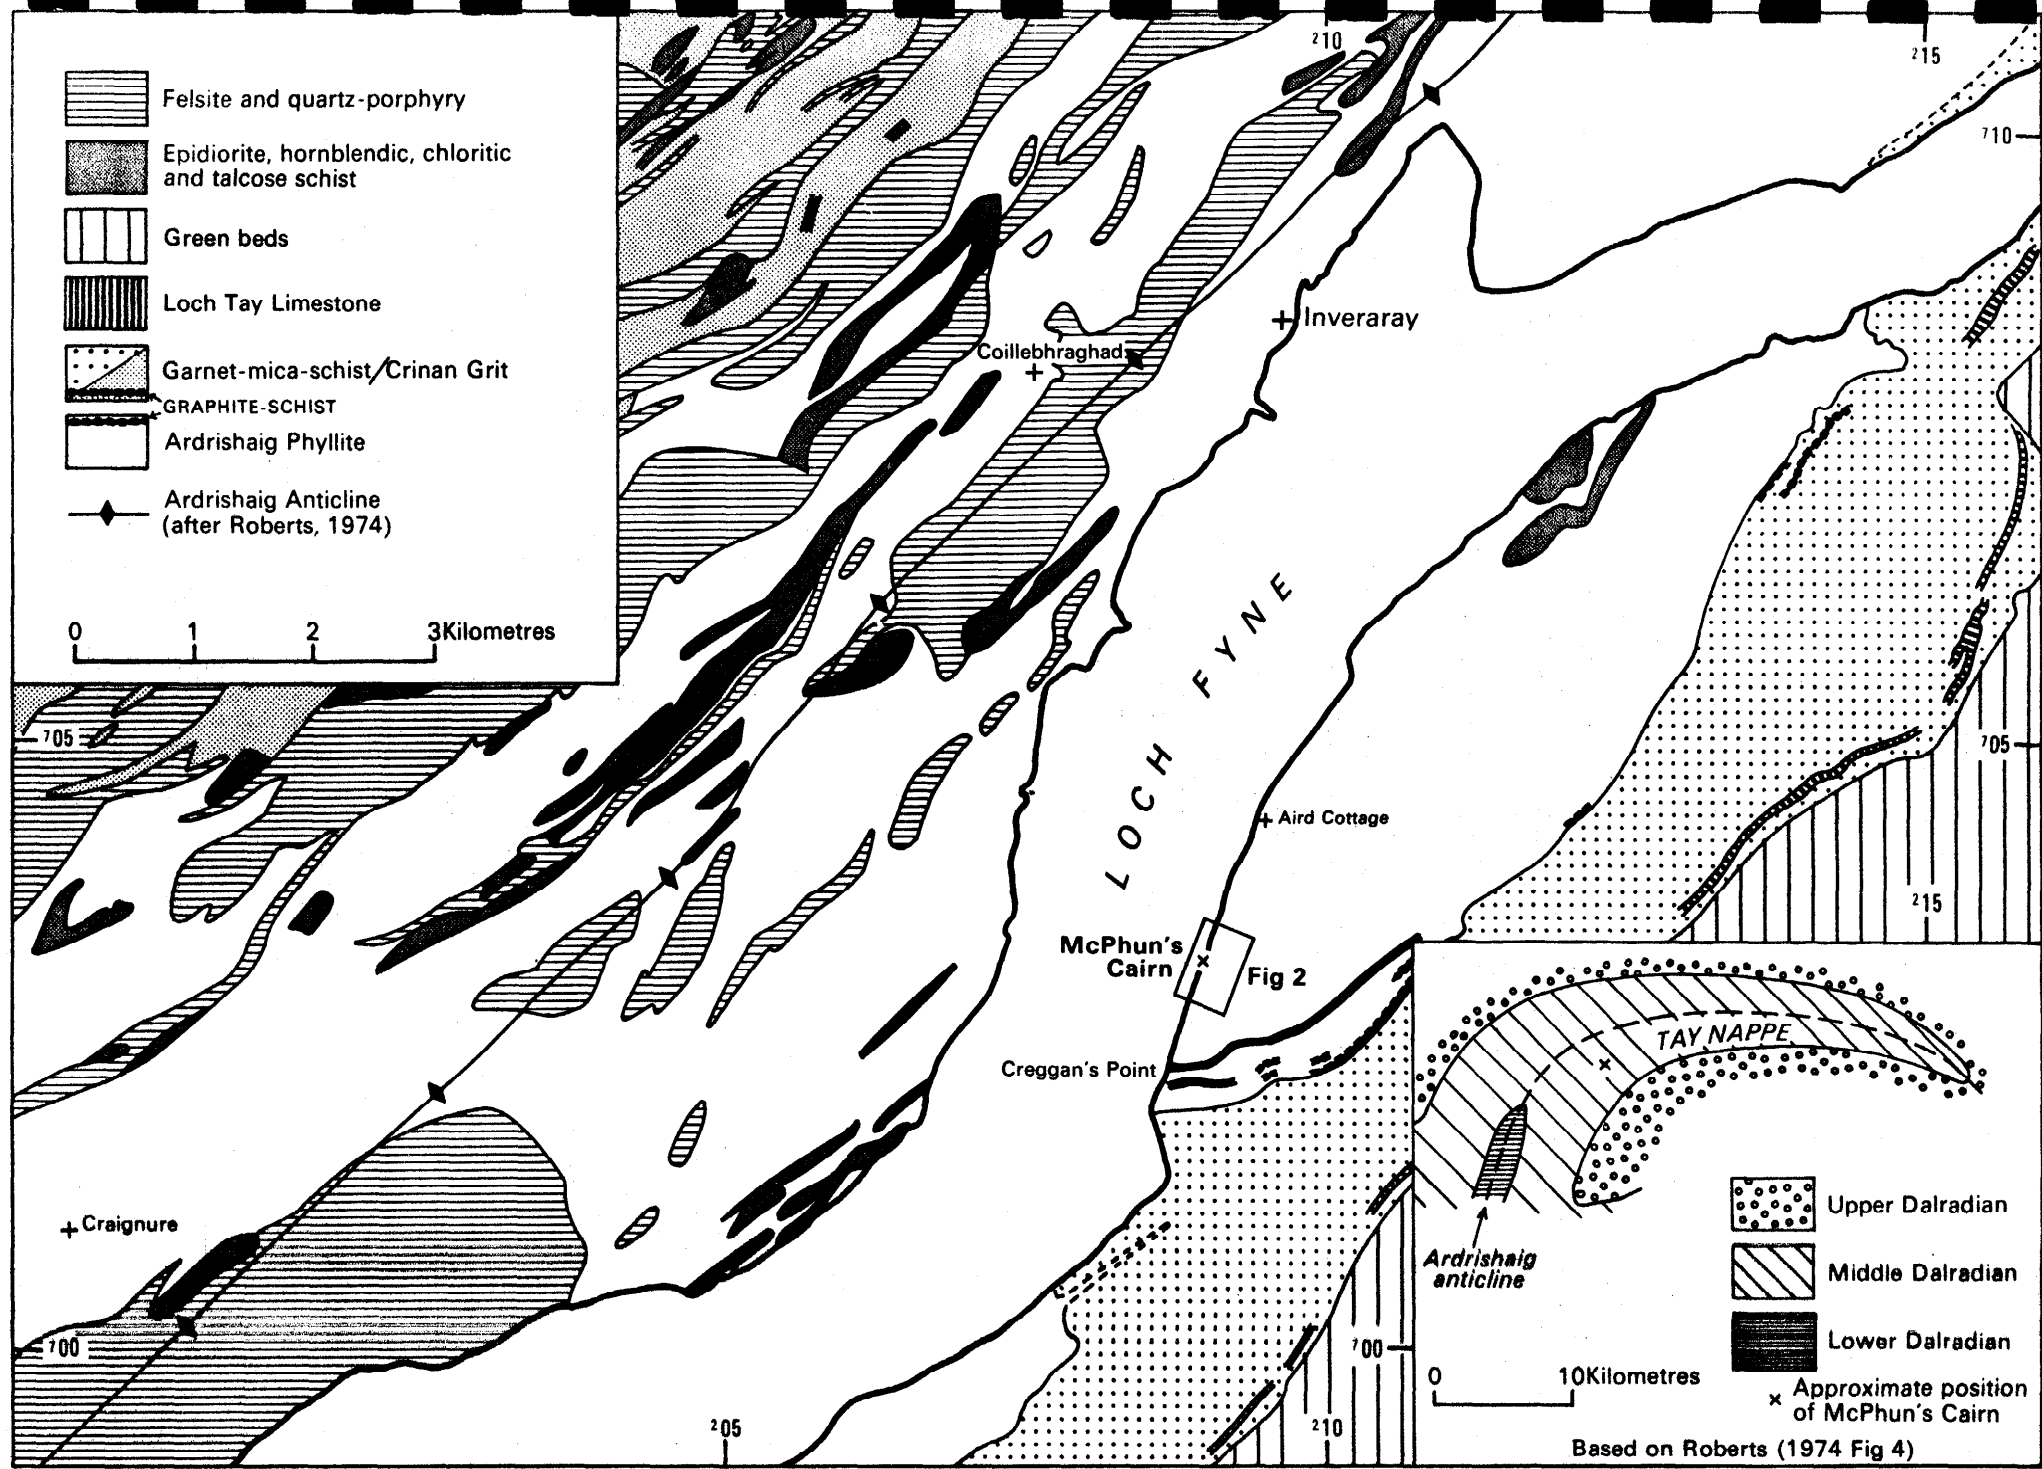 Felsite and quartz-porphyry
Epidiorite, hornblendic, chloritic
and talcose schist
Green beds
Loch Tay Limestone
Garnet-mica-schist/Crinan Grit
GRAPHITE-SCHIST
Ardrishaig Phyllite
Ardrishaig Anticline
(after Roberts, 1974)
0 1 2 3Kilometres
210
215
710
Inveraray
Coillebhraghad
LOCH FYNE
705
705
Aird Cottage
215
McPhun's
Cairn
Fig 2
Creggan's Point
Craignure
700
700
205
210
TAY NAPPE
Ardrishaig
anticline
Upper Dalradian
Middle Dalradian
Lower Dalradian
0 10Kilometres
x Approximate position
of McPhun's Cairn
Based on Roberts (1974 Fig 4)